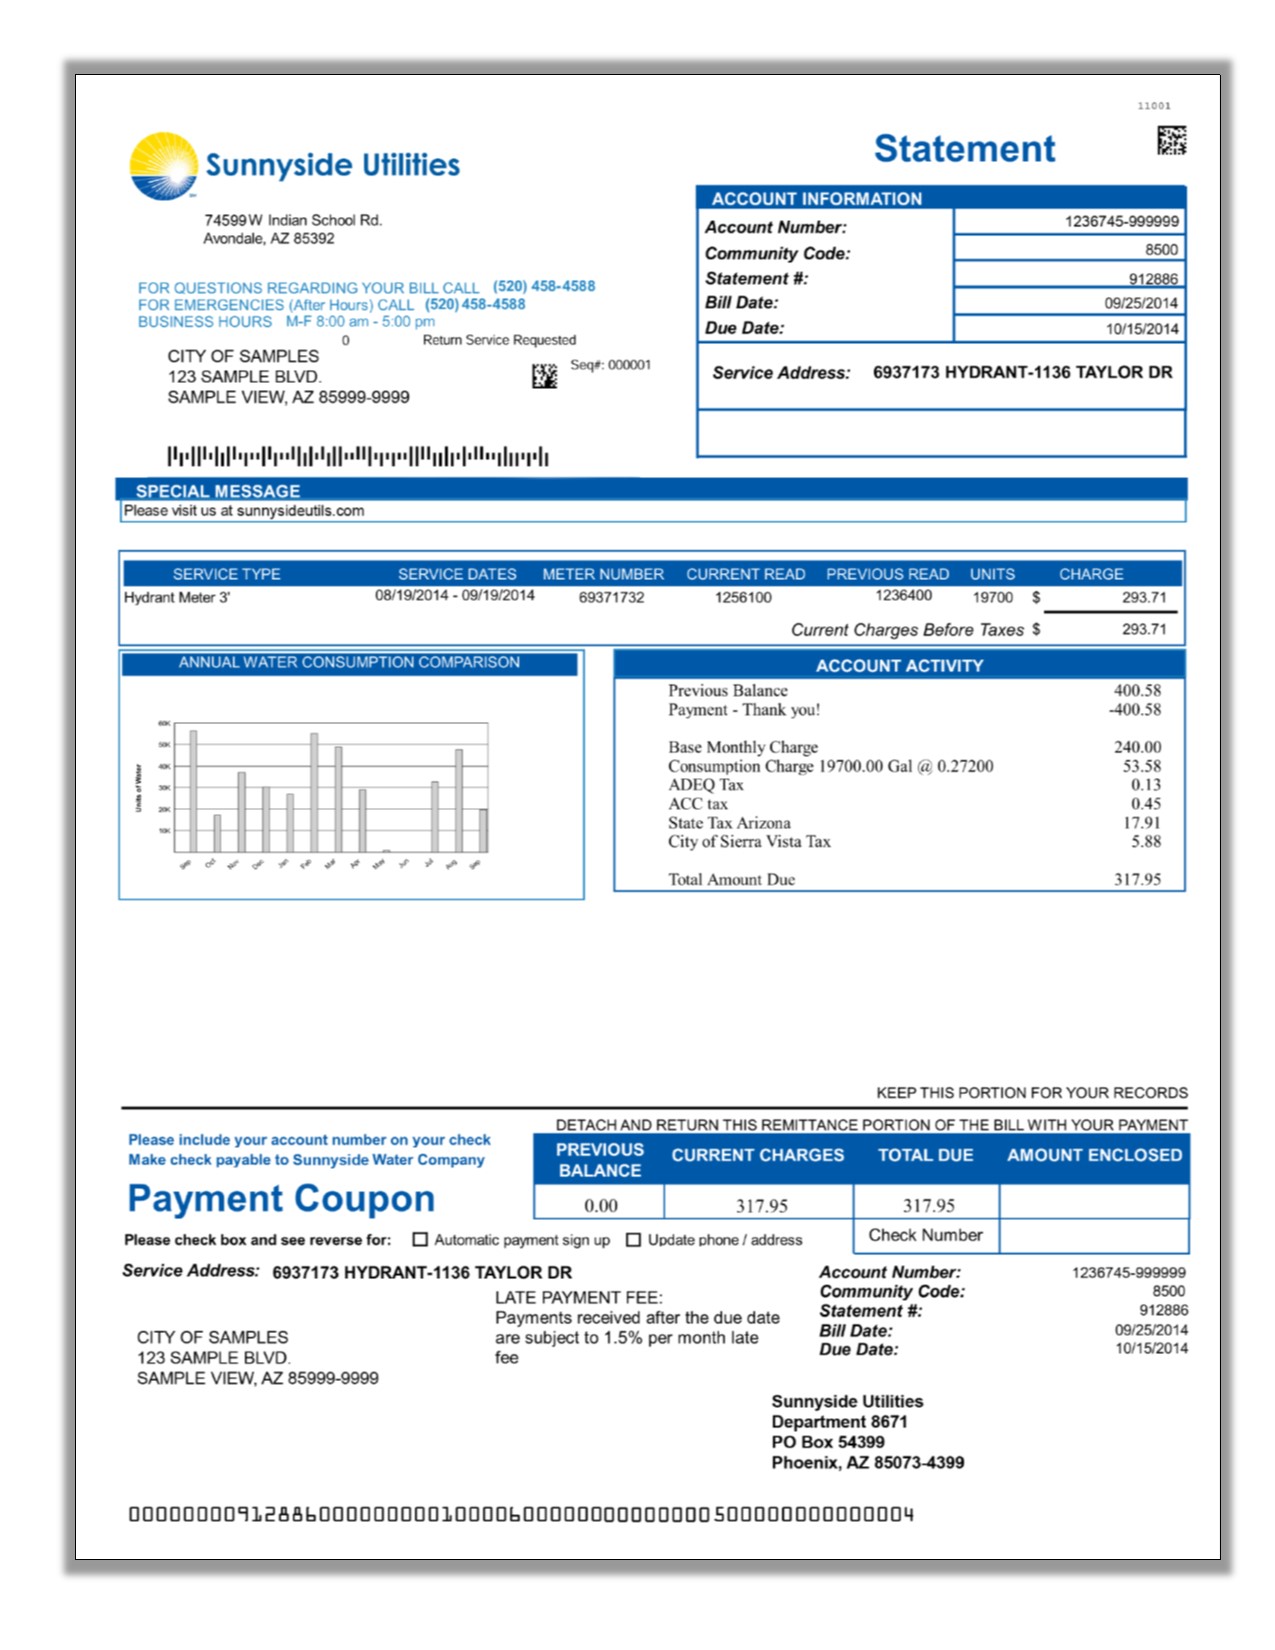 11001
Sunnyside Utilities
Statement
74599 W Indian School Rd.
Avondale, AZ 85392
ACCOUNT INFORMATION
Account Number: 1236745-999999
Community Code: 8500
Statement #: 912886
Bill Date: 09/25/2014
Due Date: 10/15/2014
Service Address: 6937173 HYDRANT-1136 TAYLOR DR
FOR QUESTIONS REGARDING YOUR BILL CALL (520) 458-4588
FOR EMERGENCIES (After Hours) CALL (520) 458-4588
BUSINESS HOURS M-F 8:00 am - 5:00 pm
0 Return Service Requested
CITY OF SAMPLES
123 SAMPLE BLVD.
SAMPLE VIEW, AZ 85999-9999
Seq#: 000001
SPECIAL MESSAGE
Please visit us at sunnysideutils.com
SERVICE TYPE SERVICE DATES METER NUMBER CURRENT READ PREVIOUS READ UNITS CHARGE
Hydrant Meter 3' 08/19/2014 - 09/19/2014 69371732 1256100 1236400 19700 $ 293.71
Current Charges Before Taxes $ 293.71
ANNUAL WATER CONSUMPTION COMPARISON
Units of Water
60K
50K
40K
30K
20K
10K
Sep Oct Nov Dec Jan Feb Mar Apr May Jun Jul Aug Sep
ACCOUNT ACTIVITY
Previous Balance 400.58
Payment - Thank you! -400.58
Base Monthly Charge 240.00
Consumption Charge 19700.00 Gal @ 0.27200 53.58
ADEQ Tax 0.13
ACC tax 0.45
State Tax Arizona 17.91
City of Sierra Vista Tax 5.88
Total Amount Due 317.95
KEEP THIS PORTION FOR YOUR RECORDS
DETACH AND RETURN THIS REMITTANCE PORTION OF THE BILL WITH YOUR PAYMENT
Please include your account number on your check
Make check payable to Sunnyside Water Company
Payment Coupon
PREVIOUS BALANCE CURRENT CHARGES TOTAL DUE AMOUNT ENCLOSED
0.00 317.95 317.95
Check Number
Please check box and see reverse for: Automatic payment sign up Update phone / address
Service Address: 6937173 HYDRANT-1136 TAYLOR DR
LATE PAYMENT FEE:
Payments received after the due date
are subject to 1.5% per month late
fee
Account Number: 1236745-999999
Community Code: 8500
Statement #: 912886
Bill Date: 09/25/2014
Due Date: 10/15/2014
CITY OF SAMPLES
123 SAMPLE BLVD.
SAMPLE VIEW, AZ 85999-9999
Sunnyside Utilities
Department 8671
PO Box 54399
Phoenix, AZ 85073-4399
00000000912886000000000010000600000000000000050000000000000004